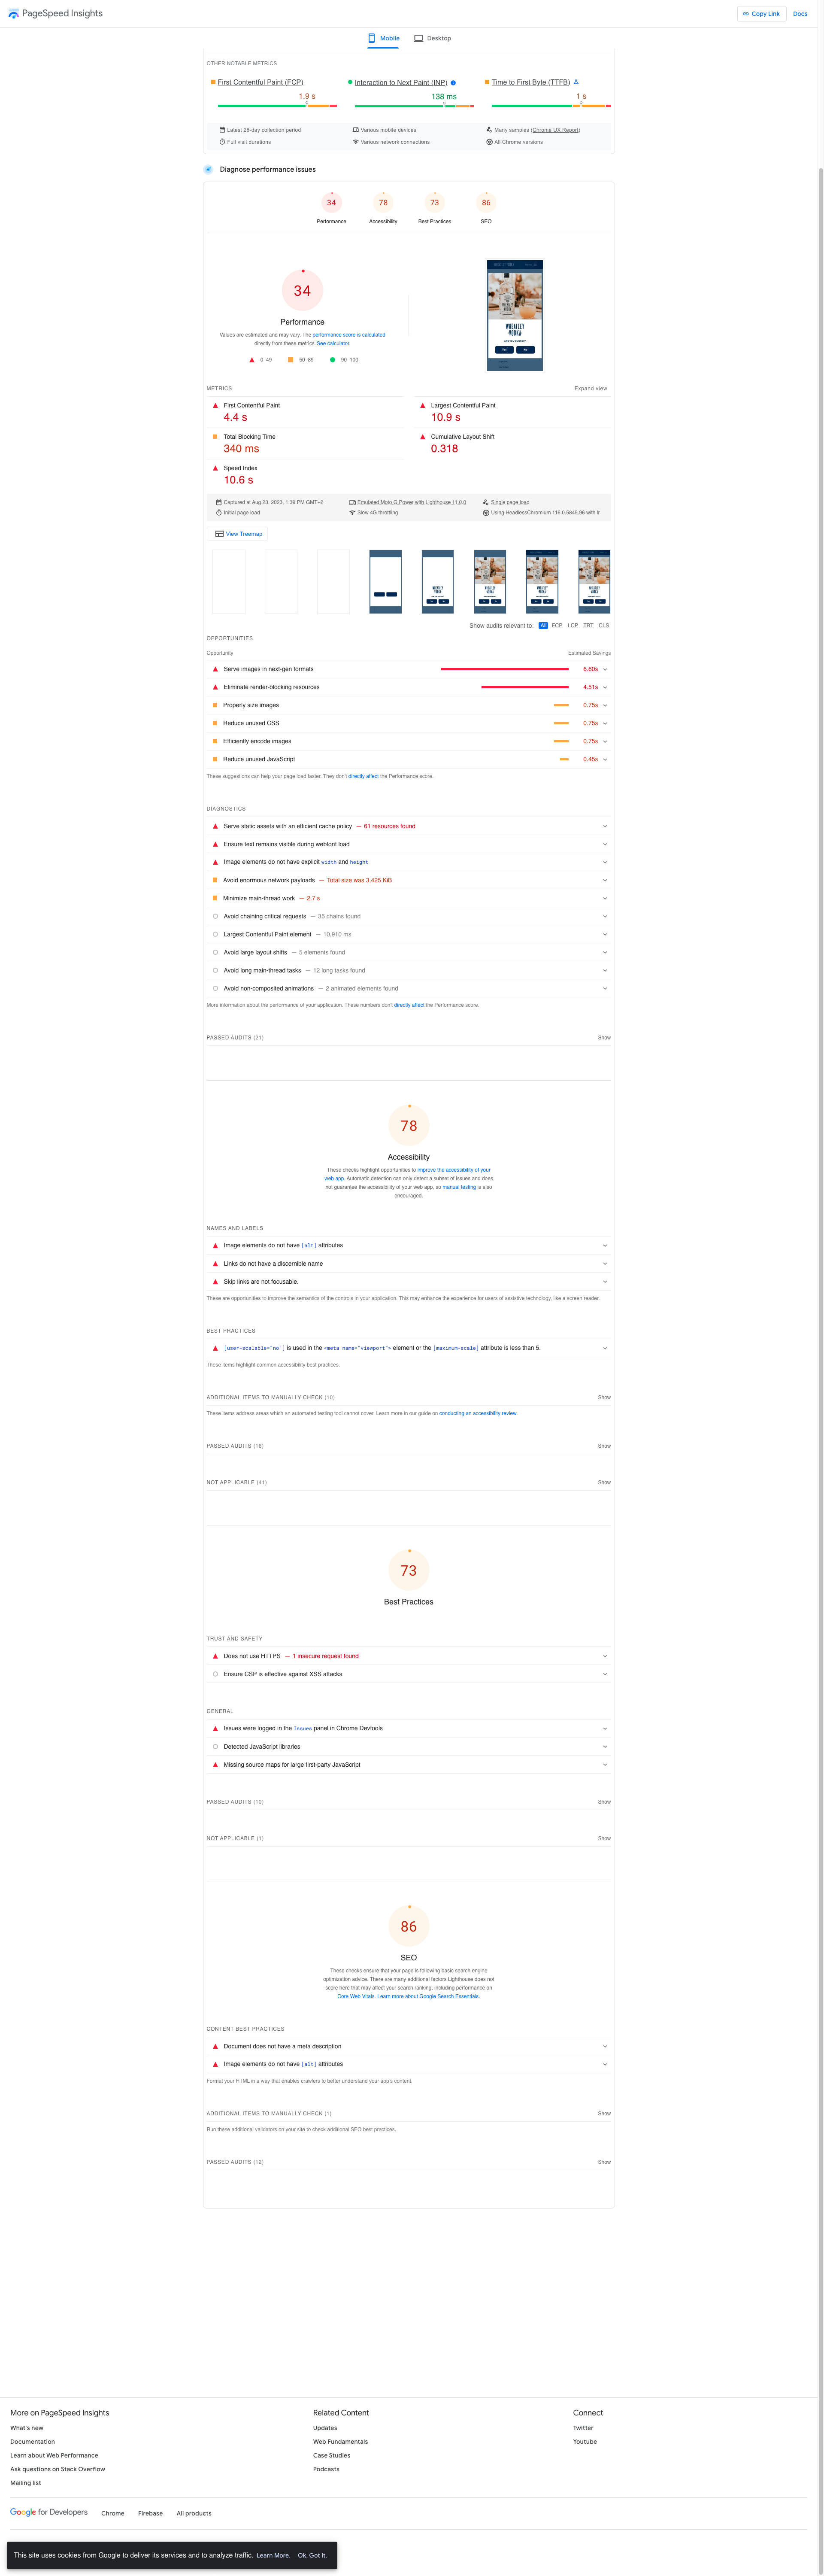 PageSpeed Insights
Copy Link
Docs
Mobile
Desktop
OTHER NOTABLE METRICS
First Contentful Paint (FCP)
1.9 s
Interaction to Next Paint (INP)
138 ms
Time to First Byte (TTFB)
1 s
Latest 28-day collection period
Various mobile devices
Many samples (Chrome UX Report)
Full visit durations
Various network connections
All Chrome versions
Diagnose performance issues
34
78
73
86
Performance
Accessibility
Best Practices
SEO
34
Performance
Values are estimated and may vary. The performance score is calculated
directly from these metrics. See calculator.
0–49
50–89
90–100
WHEATLEY
VODKA
METRICS
Expand view
First Contentful Paint
4.4 s
Largest Contentful Paint
10.9 s
Total Blocking Time
340 ms
Cumulative Layout Shift
0.318
Speed Index
10.6 s
Captured at Aug 23, 2023, 1:39 PM GMT+2
Emulated Moto G Power with Lighthouse 11.0.0
Single page load
Initial page load
Slow 4G throttling
Using HeadlessChromium 116.0.5845.96 with lr
View Treemap
Show audits relevant to: All FCP LCP TBT CLS
OPPORTUNITIES
Opportunity
Estimated Savings
Serve images in next-gen formats
6.60s
Eliminate render-blocking resources
4.51s
Properly size images
0.75s
Reduce unused CSS
0.75s
Efficiently encode images
0.75s
Reduce unused JavaScript
0.45s
These suggestions can help your page load faster. They don't directly affect the Performance score.
DIAGNOSTICS
Serve static assets with an efficient cache policy — 61 resources found
Ensure text remains visible during webfont load
Image elements do not have explicit width and height
Avoid enormous network payloads — Total size was 3,425 KiB
Minimize main-thread work — 2.7 s
Avoid chaining critical requests — 35 chains found
Largest Contentful Paint element — 10,910 ms
Avoid large layout shifts — 5 elements found
Avoid long main-thread tasks — 12 long tasks found
Avoid non-composited animations — 2 animated elements found
More information about the performance of your application. These numbers don't directly affect the Performance score.
PASSED AUDITS (21)
Show
78
Accessibility
These checks highlight opportunities to improve the accessibility of your
web app. Automatic detection can only detect a subset of issues and does
not guarantee the accessibility of your web app, so manual testing is also
encouraged.
NAMES AND LABELS
Image elements do not have [alt] attributes
Links do not have a discernible name
Skip links are not focusable.
These are opportunities to improve the semantics of the controls in your application. This may enhance the experience for users of assistive technology, like a screen reader.
BEST PRACTICES
[user-scalable="no"] is used in the <meta name="viewport"> element or the [maximum-scale] attribute is less than 5.
These items highlight common accessibility best practices.
ADDITIONAL ITEMS TO MANUALLY CHECK (10)
Show
These items address areas which an automated testing tool cannot cover. Learn more in our guide on conducting an accessibility review.
PASSED AUDITS (16)
Show
NOT APPLICABLE (41)
Show
73
Best Practices
TRUST AND SAFETY
Does not use HTTPS — 1 insecure request found
Ensure CSP is effective against XSS attacks
GENERAL
Issues were logged in the Issues panel in Chrome Devtools
Detected JavaScript libraries
Missing source maps for large first-party JavaScript
PASSED AUDITS (10)
Show
NOT APPLICABLE (1)
Show
86
SEO
These checks ensure that your page is following basic search engine
optimization advice. There are many additional factors Lighthouse does not
score here that may affect your search ranking, including performance on
Core Web Vitals. Learn more about Google Search Essentials.
CONTENT BEST PRACTICES
Document does not have a meta description
Image elements do not have [alt] attributes
Format your HTML in a way that enables crawlers to better understand your app's content.
ADDITIONAL ITEMS TO MANUALLY CHECK (1)
Show
Run these additional validators on your site to check additional SEO best practices.
PASSED AUDITS (12)
Show
More on PageSpeed Insights
What's new
Documentation
Learn about Web Performance
Ask questions on Stack Overflow
Mailing list
Related Content
Updates
Web Fundamentals
Case Studies
Podcasts
Connect
Twitter
Youtube
Google for Developers
Chrome
Firebase
All products
This site uses cookies from Google to deliver its services and to analyze traffic. Learn More. Ok, Got it.